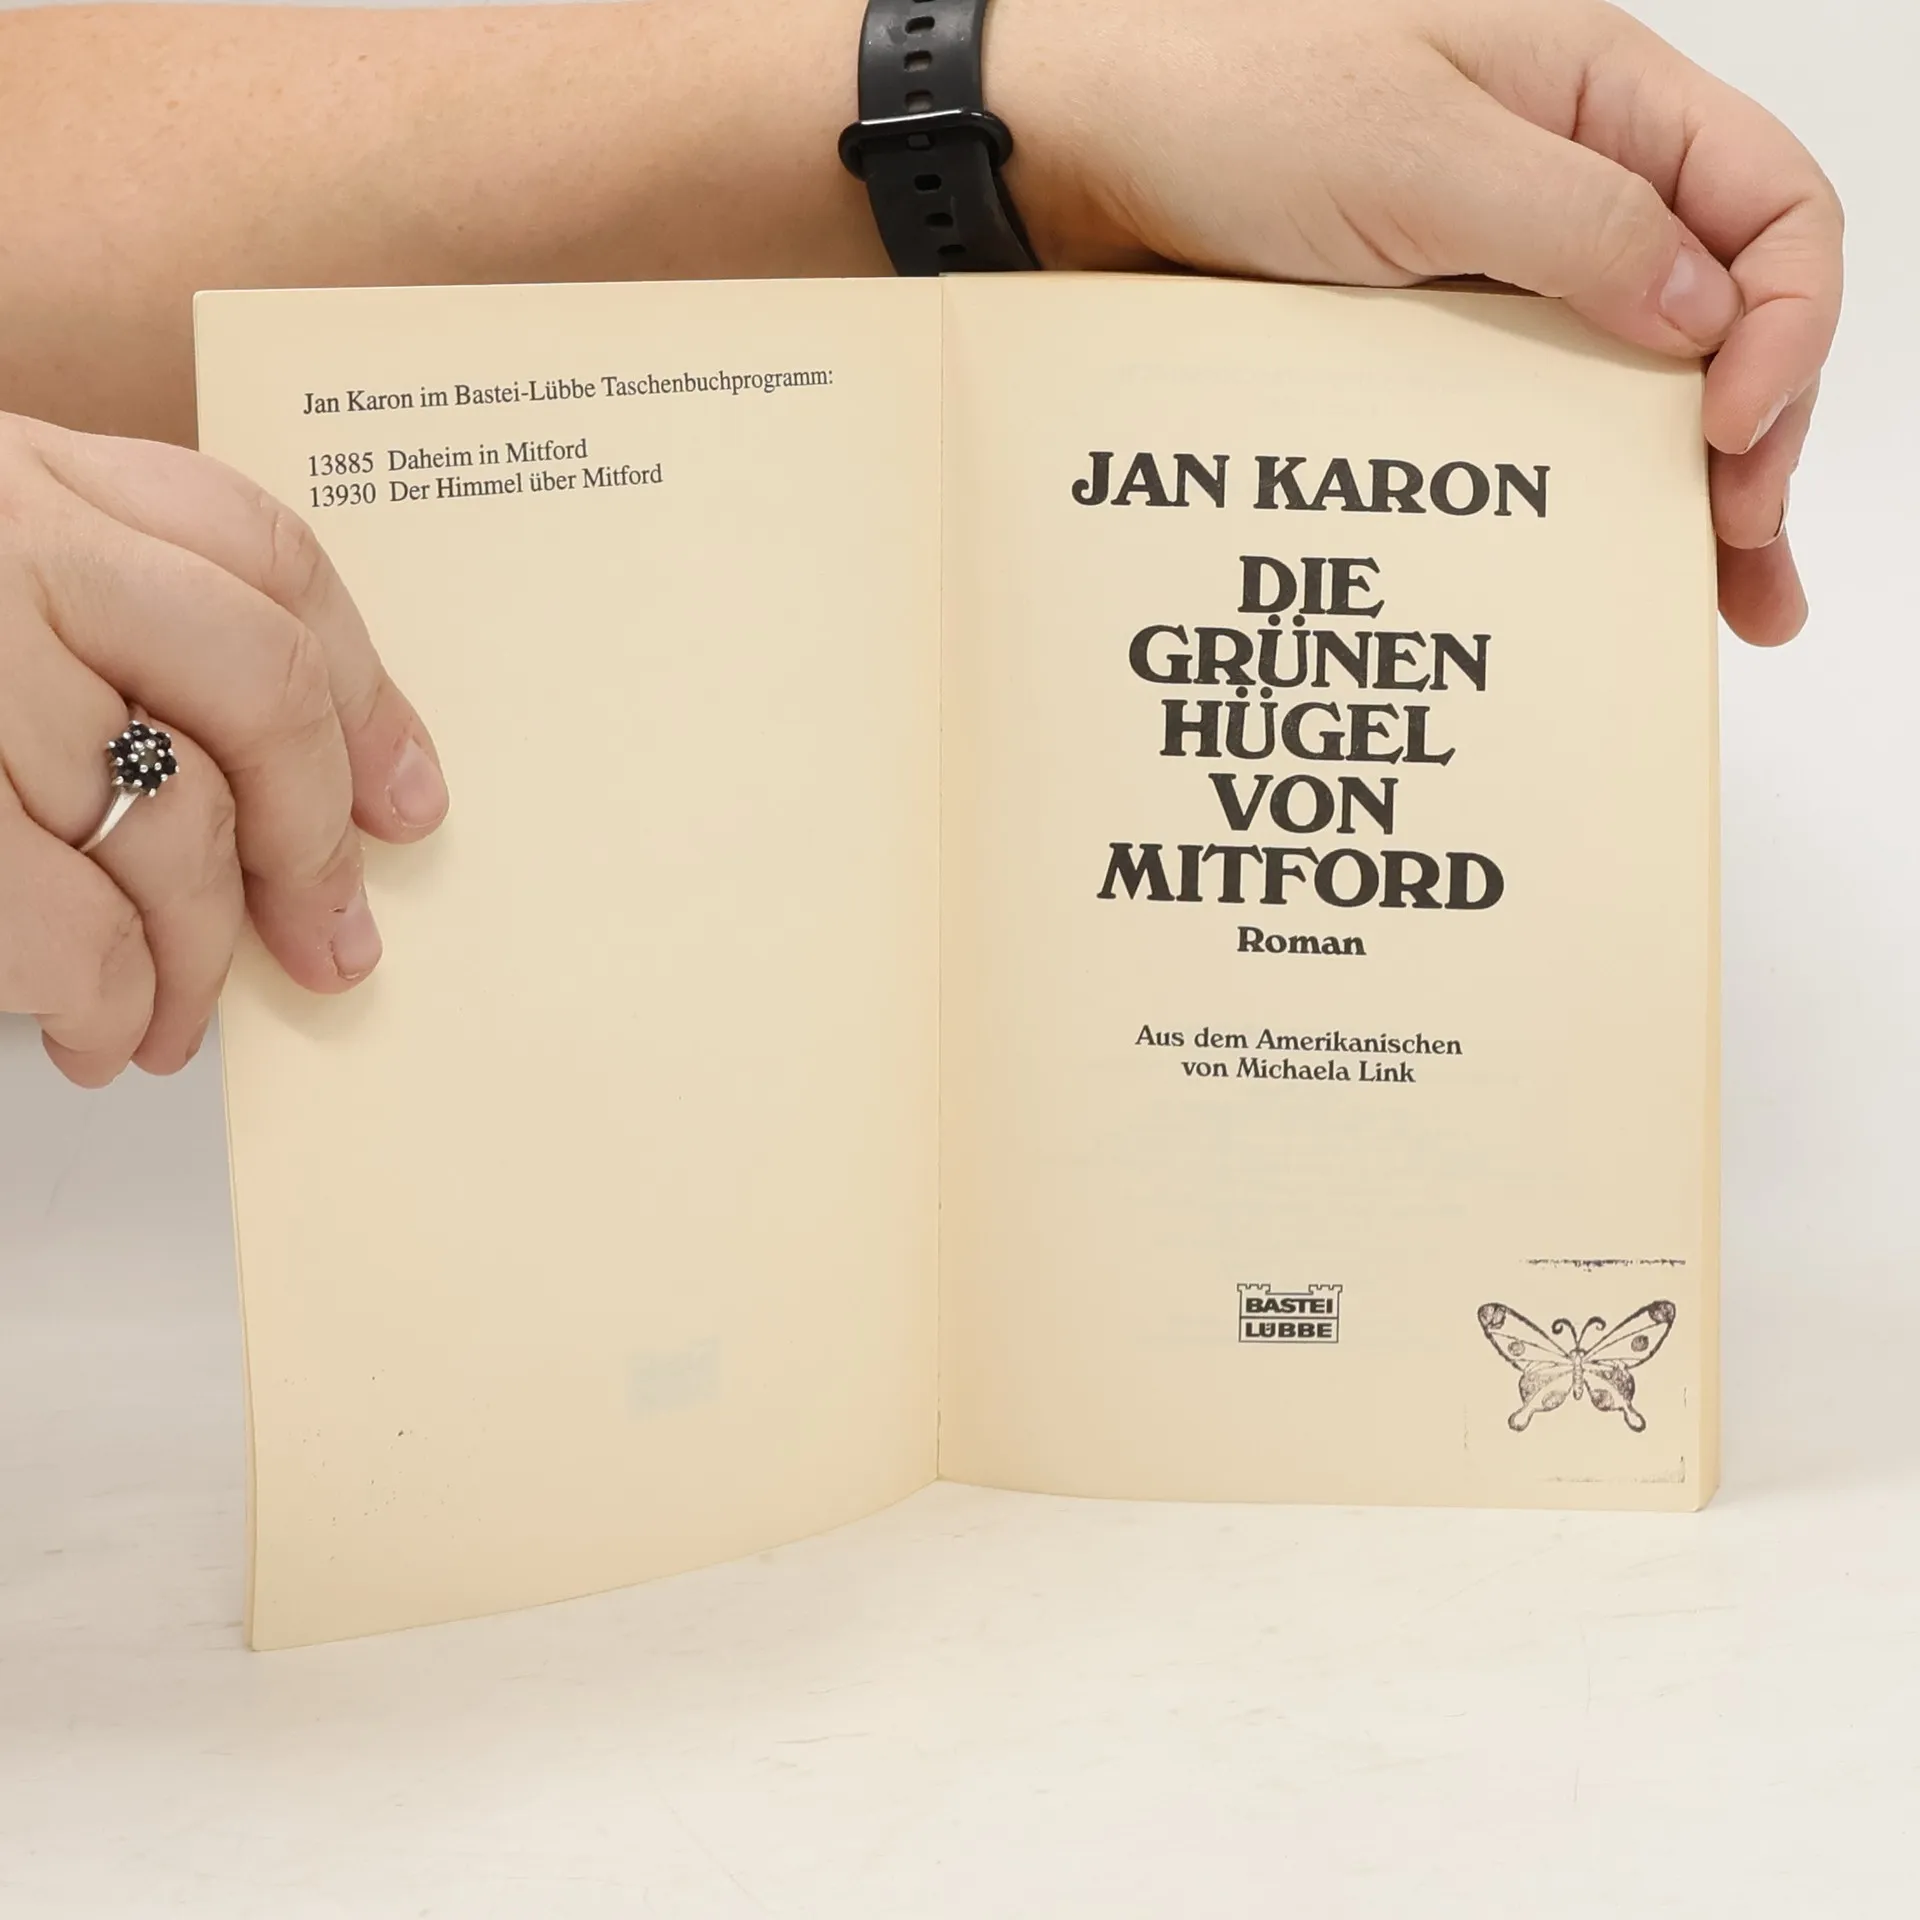 Jan Karon im Bastei-Lübbe Taschenbuchprogramm:
13885 Daheim in Mitford
13930 Der Himmel über Mitford
JAN KARON
DIE
GRÜNEN
HÜGEL
VON
MITFORD
Roman
Aus dem Amerikanischen
von Michaela Link
BASTEI
LÜBBE